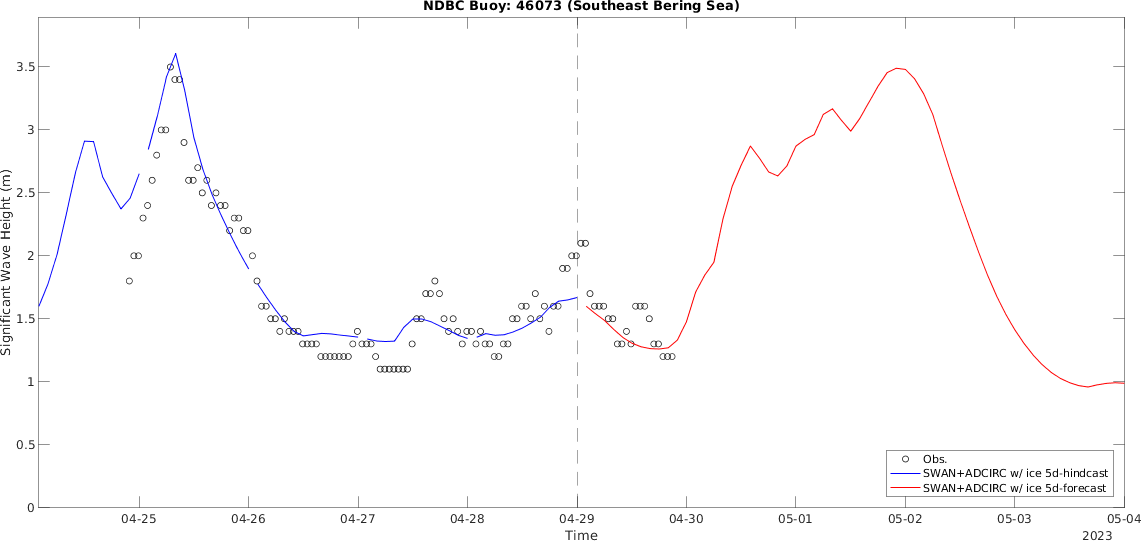 NDBC Buoy: 46073 (Southeast Bering Sea)
Significant Wave Height (m)
3.5
3
2.5
2
1.5
1
0.5
0
04-25 04-26 04-27 04-28 04-29 04-30 05-01 05-02 05-03 05-04
Time
2023
Obs.
SWAN+ADCIRC w/ ice 5d-hindcast
SWAN+ADCIRC w/ ice 5d-forecast